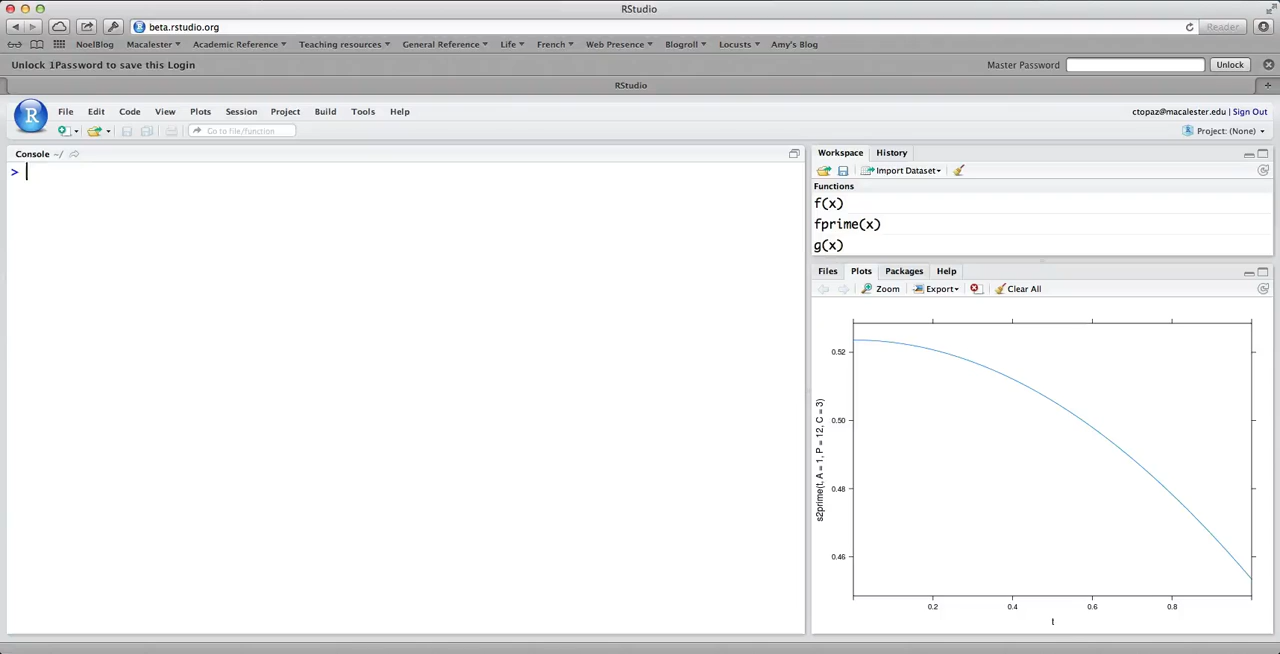 RStudio
beta.rstudio.org
Reader
NoelBlog Macalester Academic Reference Teaching resources General Reference Life French Web Presence Blogroll Locusts Amy's Blog
Unlock 1Password to save this Login
Master Password
Unlock
RStudio
R
File Edit Code View Plots Session Project Build Tools Help
ctopaz@macalester.edu | Sign Out
Go to file/function
Project: (None)
Console ~/
>
Workspace History
Import Dataset
Functions
f(x)
fprime(x)
g(x)
Files Plots Packages Help
Zoom Export Clear All
s2prime(t, A = 1, P = 12, C = 3)
0.52
0.50
0.48
0.46
0.2 0.4 0.6 0.8
t